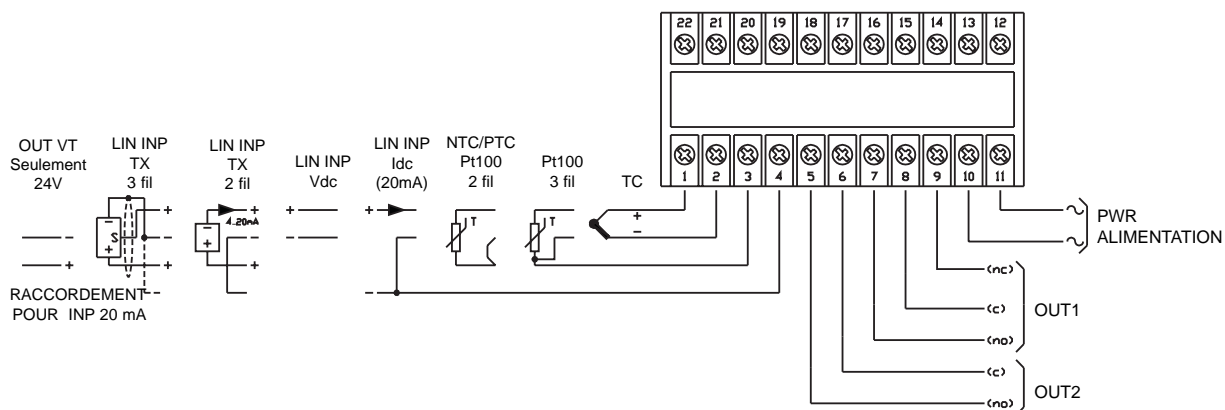 22 21 20 19 18 17 16 15 14 13 12
1 2 3 4 5 6 7 8 9 10 11
OUT VT
Seulement
24V
LIN INP
TX
3 fil
LIN INP
TX
2 fil
LIN INP
Vdc
LIN INP
Idc
(20mA)
NTC/PTC
Pt100
2 fil
Pt100
3 fil
TC
-
+
-
+
S
+
-
+
-
-
+
4..20mA
+
-
+
+
-
+
-
T
T
+
-
RACCORDEMENT
POUR INP 20 mA
PWR
ALIMENTATION
(nc)
(c)
(no)
OUT1
(c)
(no)
OUT2